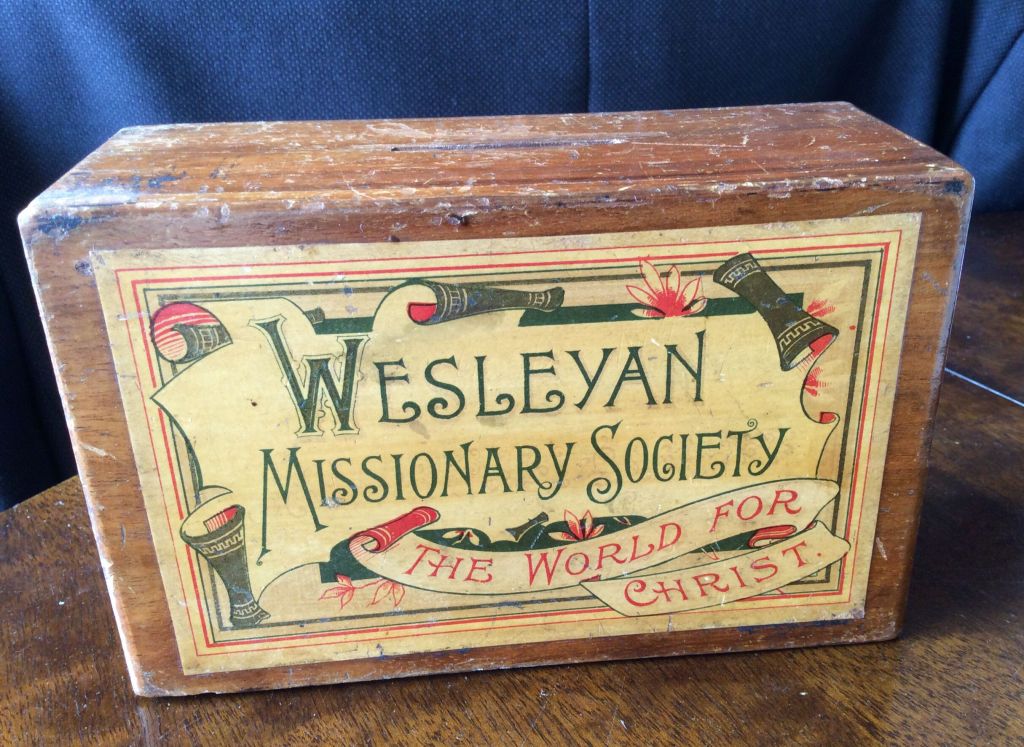 WESLEYAN
MISSIONARY SOCIETY
THE WORLD FOR
CHRIST.